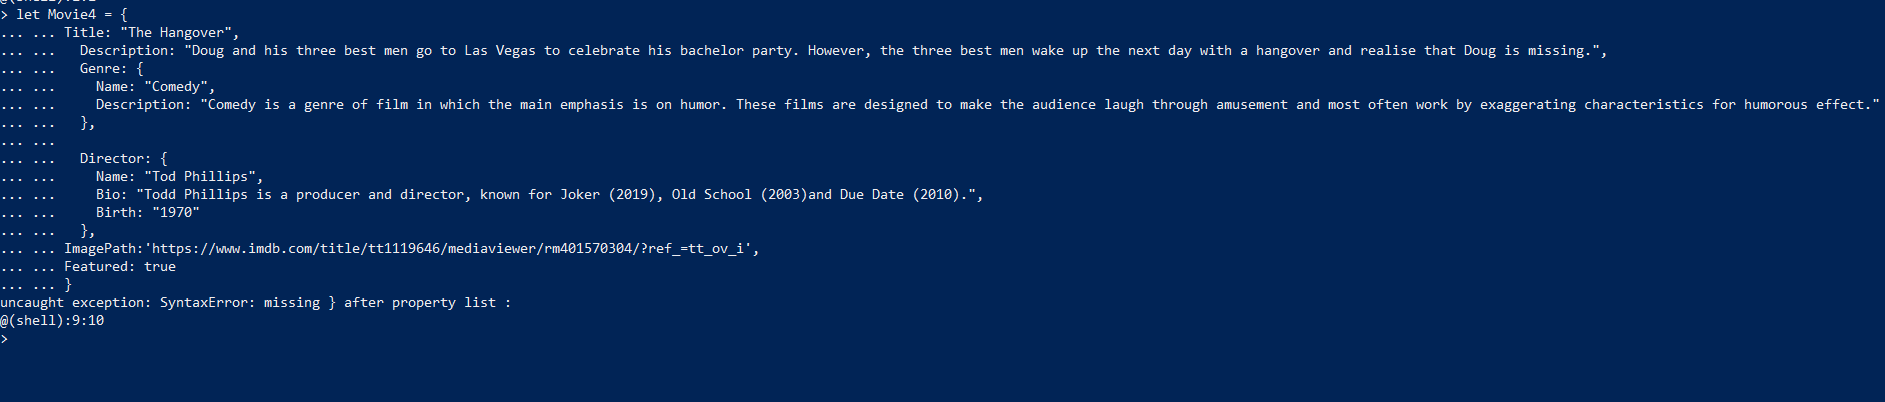 @(shell):1:1
> let Movie4 = {
... ... Title: "The Hangover",
... ...   Description: "Doug and his three best men go to Las Vegas to celebrate his bachelor party. However, the three best men wake up the next day with a hangover and realise that Doug is missing.",
... ...   Genre: {
... ...     Name: "Comedy",
... ...     Description: "Comedy is a genre of film in which the main emphasis is on humor. These films are designed to make the audience laugh through amusement and most often work by exaggerating characteristics for humorous effect."
... ...   },
... ...
... ...   Director: {
... ...     Name: "Tod Phillips",
... ...     Bio: "Todd Phillips is a producer and director, known for Joker (2019), Old School (2003)and Due Date (2010).",
... ...     Birth: "1970"
... ...   },
... ... ImagePath:'https://www.imdb.com/title/tt1119646/mediaviewer/rm401570304/?ref_=tt_ov_i',
... ... Featured: true
... ... }
uncaught exception: SyntaxError: missing } after property list :
@(shell):9:10
>